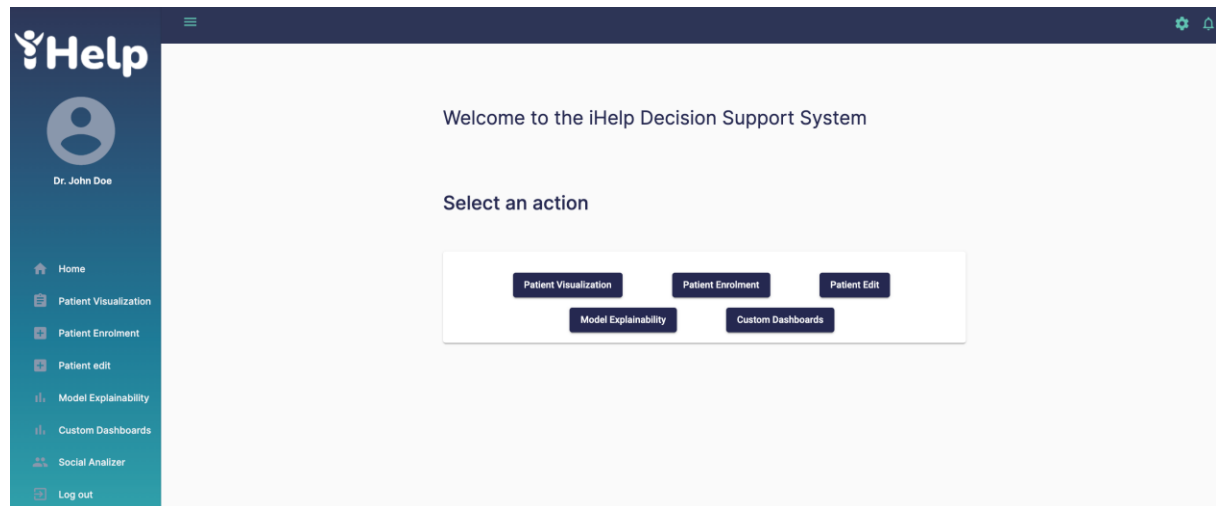 iHelp
Dr. John Doe
Home
Patient Visualization
Patient Enrolment
Patient edit
Model Explainability
Custom Dashboards
Social Analizer
Log out
Welcome to the iHelp Decision Support System
Select an action
Patient Visualization Patient Enrolment Patient Edit
Model Explainability Custom Dashboards